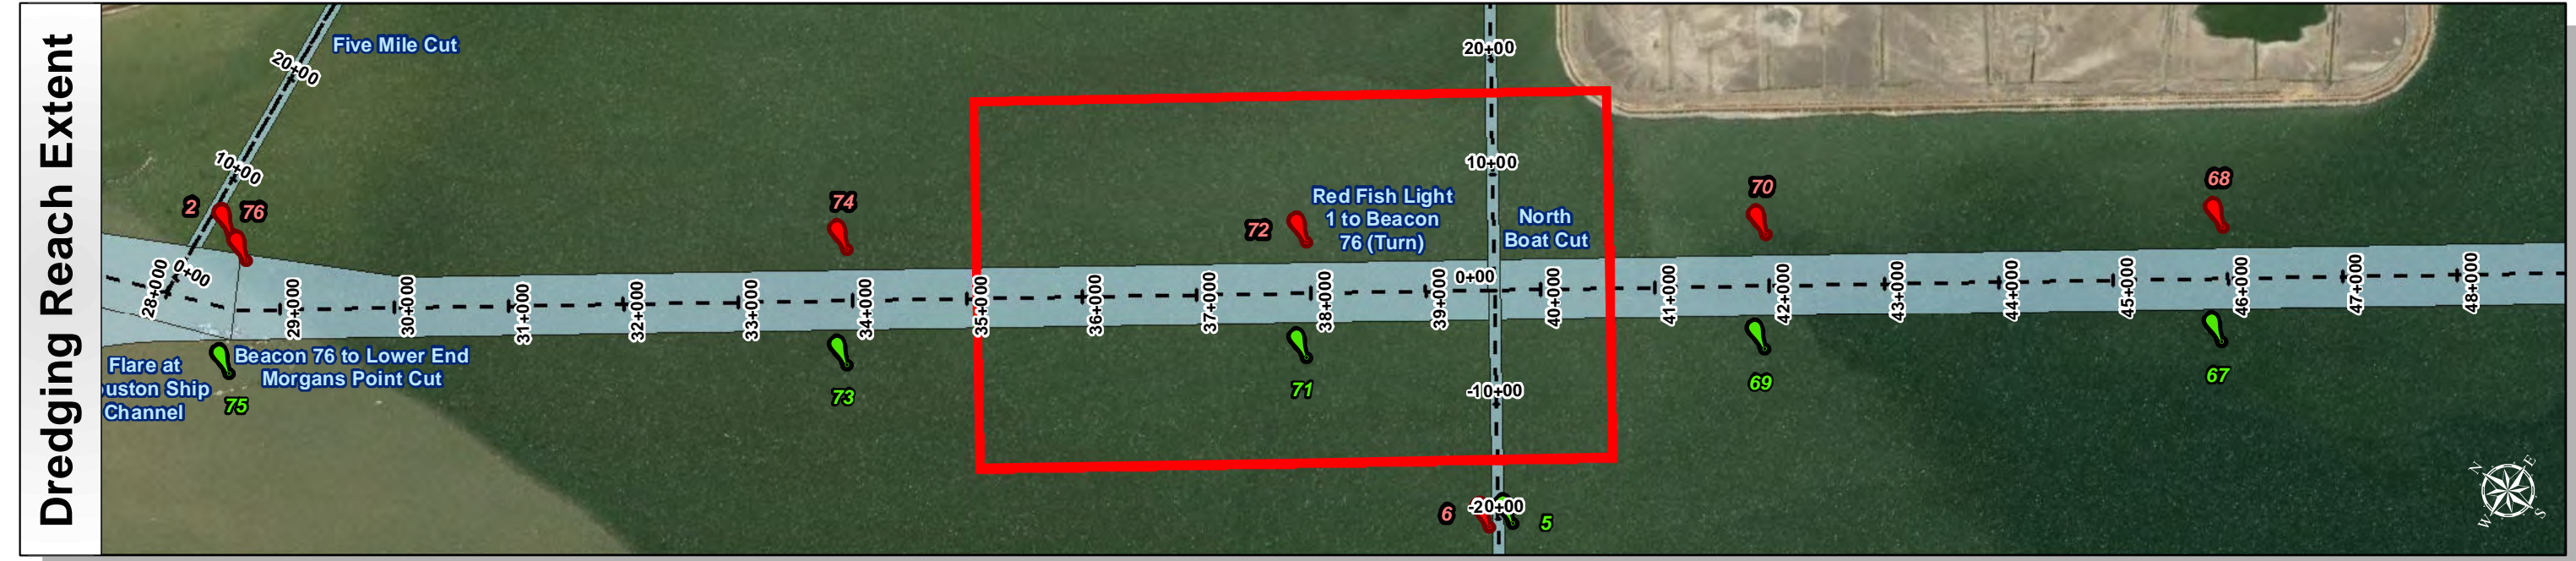 Dredging Reach Extent
Five Mile Cut
20+00
10+00
0+00
2
76
74
72
70
68
Red Fish Light
1 to Beacon
76 (Turn)
North
Boat Cut
20+00
10+00
0+00
-10+00
-20+00
28+000
29+000
30+000
31+000
32+000
33+000
34+000
35+000
36+000
37+000
38+000
39+000
40+000
41+000
42+000
43+000
44+000
45+000
46+000
47+000
48+000
Flare at
ouston Ship
Channel
Beacon 76 to Lower End
Morgans Point Cut
75
73
71
69
67
6
5
N
E
W
S